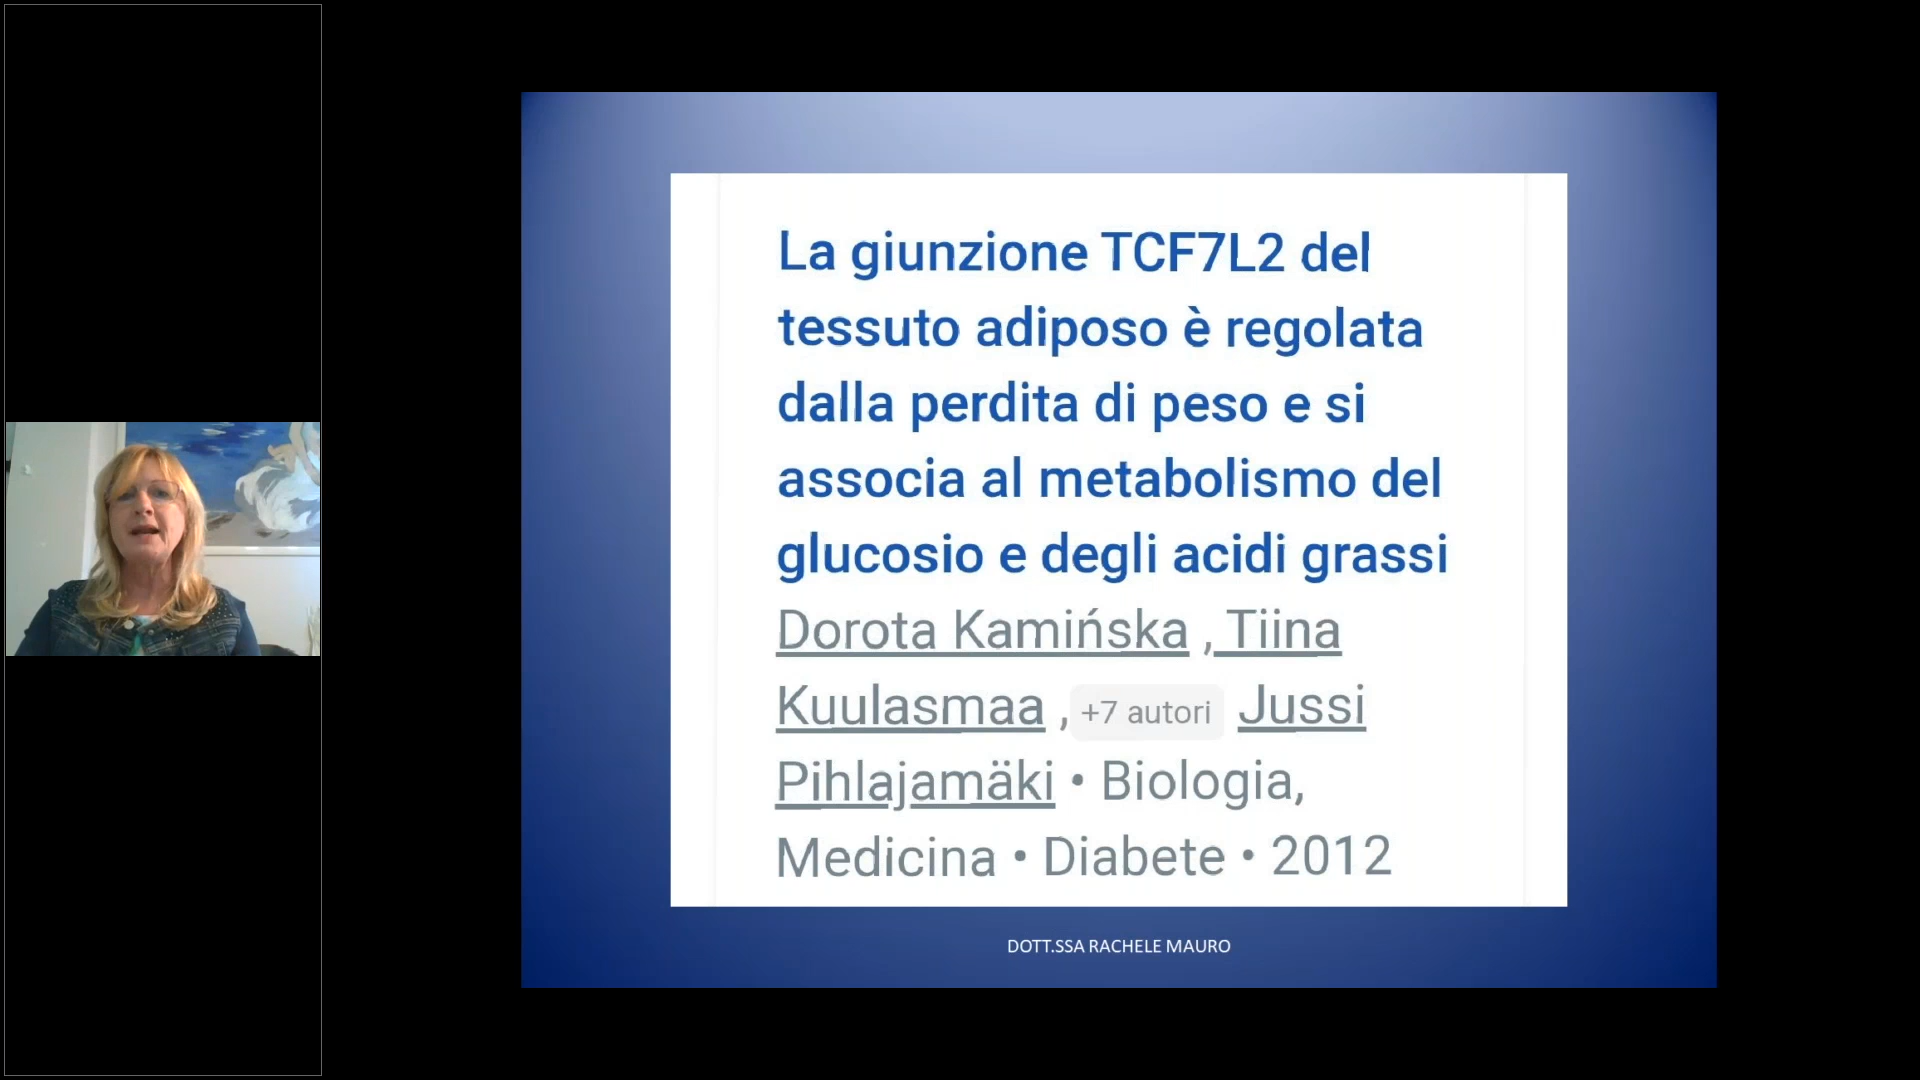 La giunzione TCF7L2 del
tessuto adiposo è regolata
dalla perdita di peso e si
associa al metabolismo del
glucosio e degli acidi grassi
Dorota Kamińska , Tiina
Kuulasmaa , +7 autori Jussi
Pihlajamäki • Biologia,
Medicina • Diabete • 2012
DOTT.SSA RACHELE MAURO